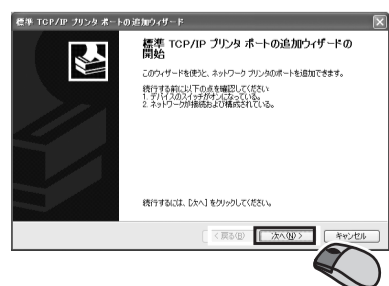 標準 TCP/IP プリンタ ポートの追加ウィザード
標準 TCP/IP プリンタ ポートの追加ウィザードの
開始
このウィザードを使うと、ネットワーク プリンタのポートを追加できます。
続行する前に以下の点を確認してください
1. デバイスのスイッチがオンになっている。
2. ネットワークが接続および構成されている。
続行するには、[次へ] をクリックしてください。
< 戻る(B)
次へ(N) >
キャンセル